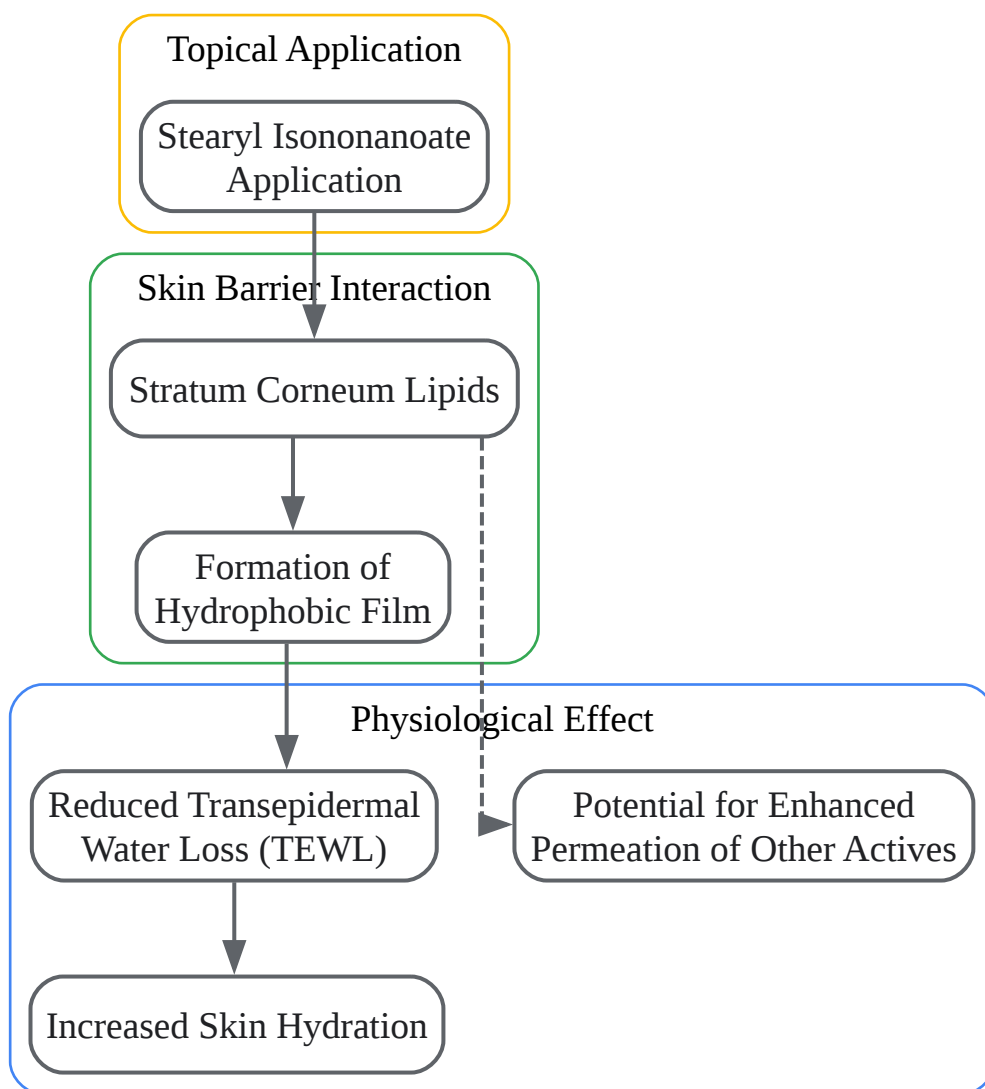 Topical Application
Stearyl Isononanoate
Application
Skin Barrier Interaction
Stratum Corneum Lipids
Formation of
Hydrophobic Film
Physiological Effect
Reduced Transepidermal
Water Loss (TEWL)
Potential for Enhanced
Permeation of Other Actives
Increased Skin Hydration